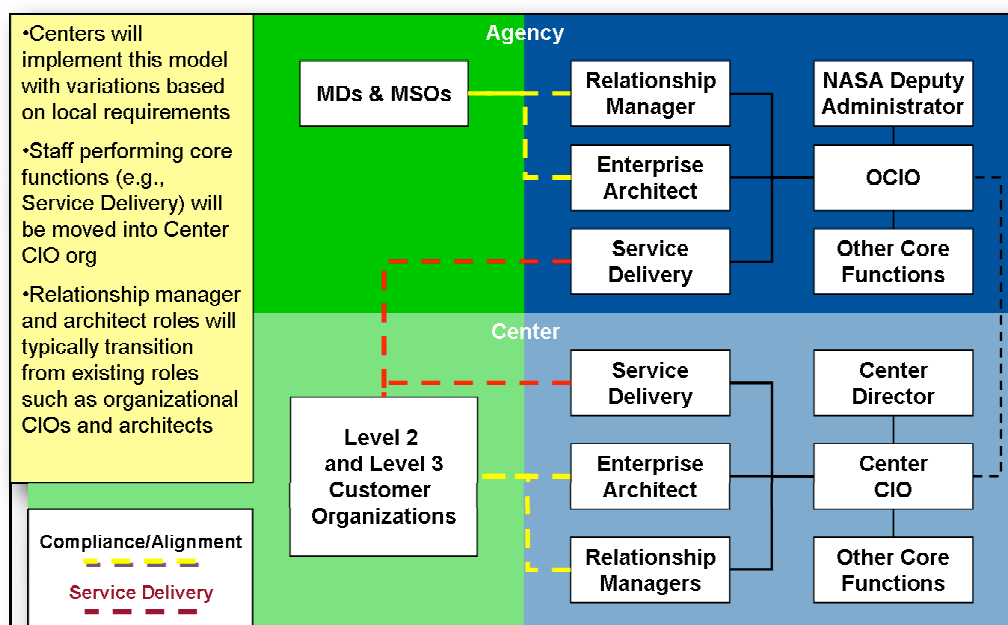 •Centers will
implement this model
with variations based
on local requirements
•Staff performing core
functions (e.g.,
Service Delivery) will
be moved into Center
CIO org
•Relationship manager
and architect roles will
typically transition
from existing roles
such as organizational
CIOs and architects
Agency
MDs & MSOs
Relationship
Manager
NASA Deputy
Administrator
Enterprise
Architect
OCIO
Service
Delivery
Other Core
Functions
Center
Service
Delivery
Center
Director
Level 2
and Level 3
Customer
Organizations
Enterprise
Architect
Center
CIO
Relationship
Managers
Other Core
Functions
Compliance/Alignment
Service Delivery